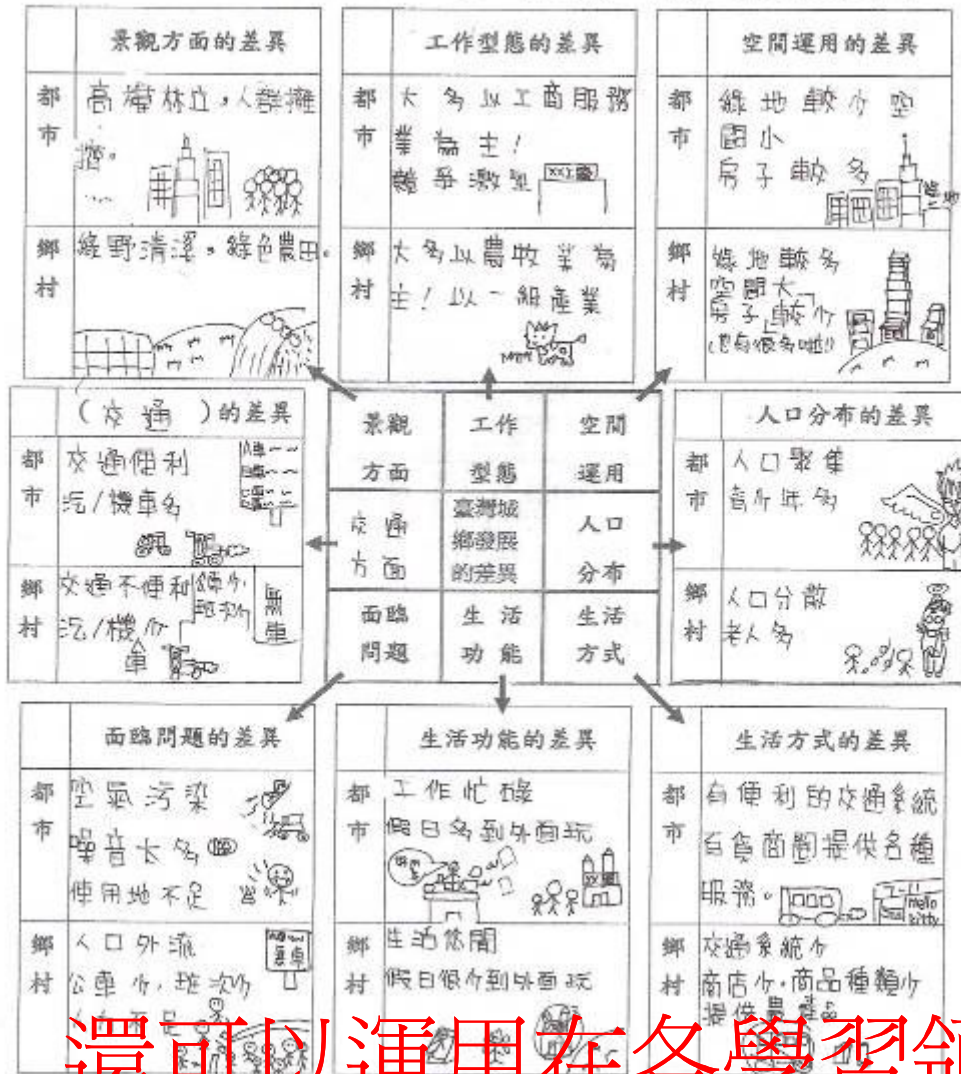 景觀方面的差異
都市
高樓林立,人群擁
擠。
鄉村
綠野清溪,綠色農田。
工作型態的差異
都市
大多以工商服務
業為主!
競爭激烈
鄉村
大多以農牧業為
主!以一級產業
空間運用的差異
都市
綠地較少空
間小
房子較多
鄉村
綠地較多
空間大
房子較少
(也有很多啦!!)
(交通)的差異
都市
交通便利
汽/機車多
鄉村
交通不便利
汽/機
車
少
景觀方面
工作型態
空間運用
交通方面
臺灣城鄉發展的差異
人口分布
面臨問題
生活功能
生活方式
人口分布的差異
都市
人口聚集
青少年多
鄉村
人口分散
老人多
面臨問題的差異
都市
空氣污染
噪音太多
使用地不足
鄉村
人口外流
公車少,班次少
生活功能的差異
都市
工作忙碌
假日多到外面玩
鄉村
生活悠閒
假日很少到外面玩
生活方式的差異
都市
有便利的交通系統
百貨商圈提供各種
服務。
Hello
kitty
鄉村
交通系統少
商店少,商品種類少
提供農產品
還可以運用在各學習領